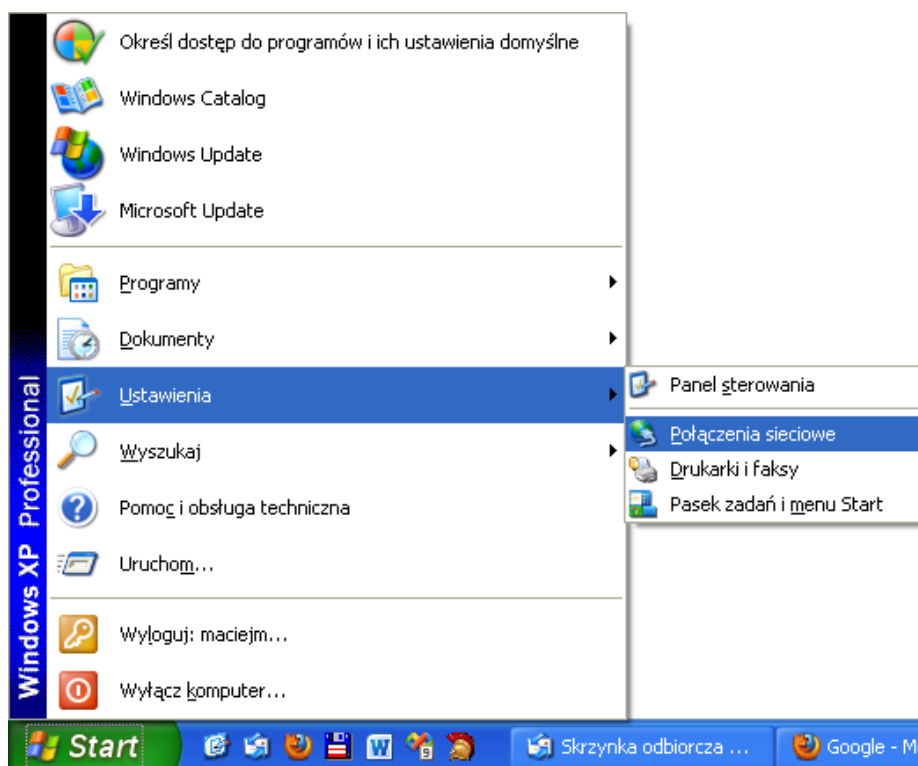 Określ dostęp do programów i ich ustawienia domyślne
Windows Catalog
Windows Update
Microsoft Update
Programy
Dokumenty
Ustawienia
Wyszukaj
Pomoc i obsługa techniczna
Uruchom...
Wyloguj: maciejm...
Wyłącz komputer...
Windows XP Professional
Panel sterowania
Połączenia sieciowe
Drukarki i faksy
Pasek zadań i menu Start
Start
9
Skrzynka odbiorcza ...
Google - M